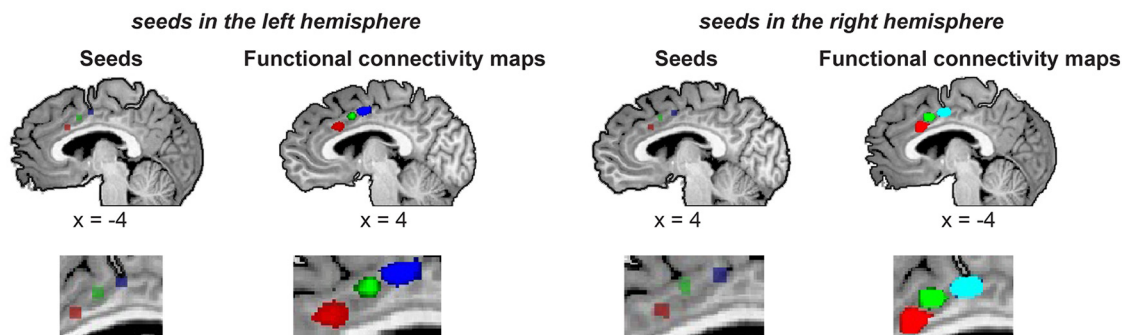 seeds in the left hemisphere
seeds in the right hemisphere
Seeds
Functional connectivity maps
Seeds
Functional connectivity maps
x = -4
x = 4
x = 4
x = -4